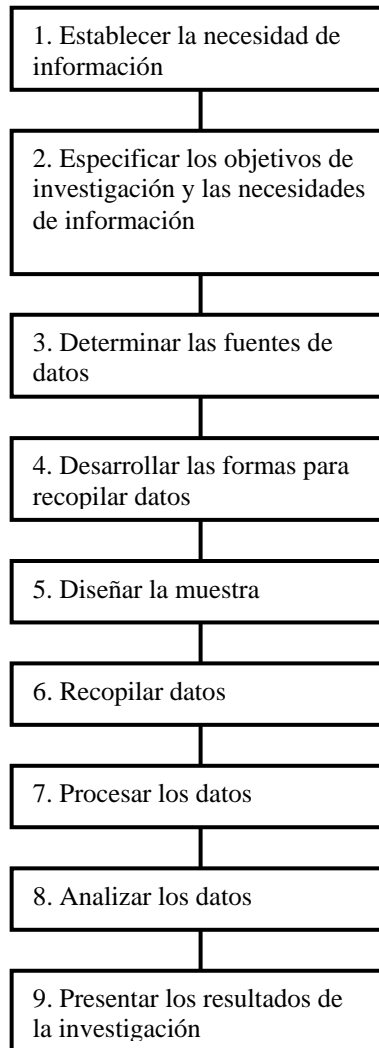 1. Establecer la necesidad de
información
2. Especificar los objetivos de
investigación y las necesidades
de información
3. Determinar las fuentes de
datos
4. Desarrollar las formas para
recopilar datos
5. Diseñar la muestra
6. Recopilar datos
7. Procesar los datos
8. Analizar los datos
9. Presentar los resultados de
la investigación